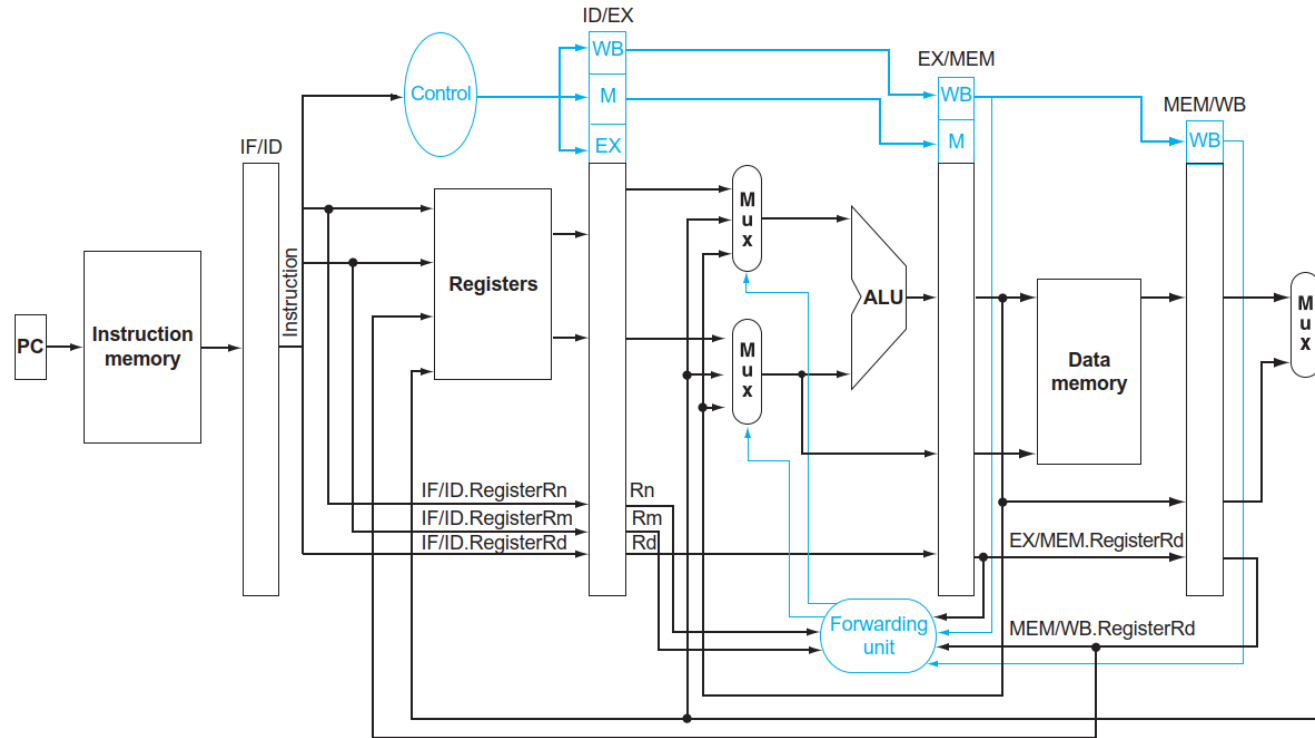 ID/EX
WB
EX/MEM
Control
M
WB
MEM/WB
IF/ID
EX
M
WB
M
u
x
Registers
Instruction
ALU
M
u
x
PC
Instruction
memory
M
u
x
Data
memory
IF/ID.RegisterRn
Rn
IF/ID.RegisterRm
Rm
IF/ID.RegisterRd
Rd
EX/MEM.RegisterRd
Forwarding
unit
MEM/WB.RegisterRd